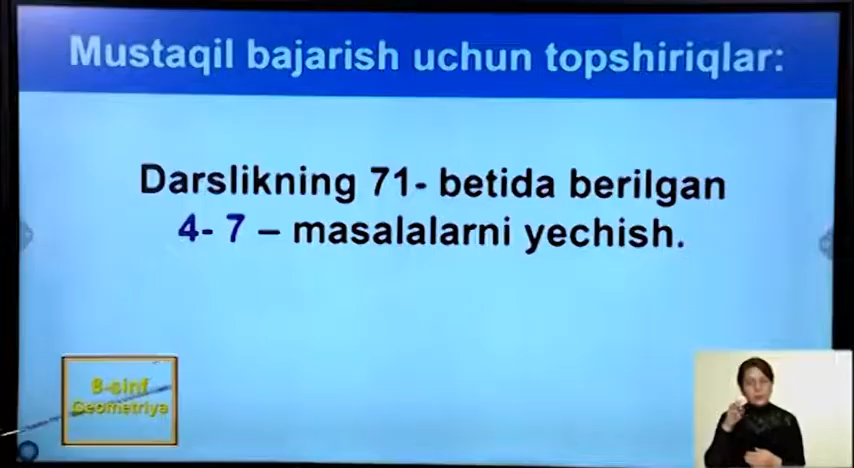 Mustaqil bajarish uchun topshiriqlar:
Darslikning 71- betida berilgan
4- 7 – masalalarni yechish.
8-sinf
Geometriya